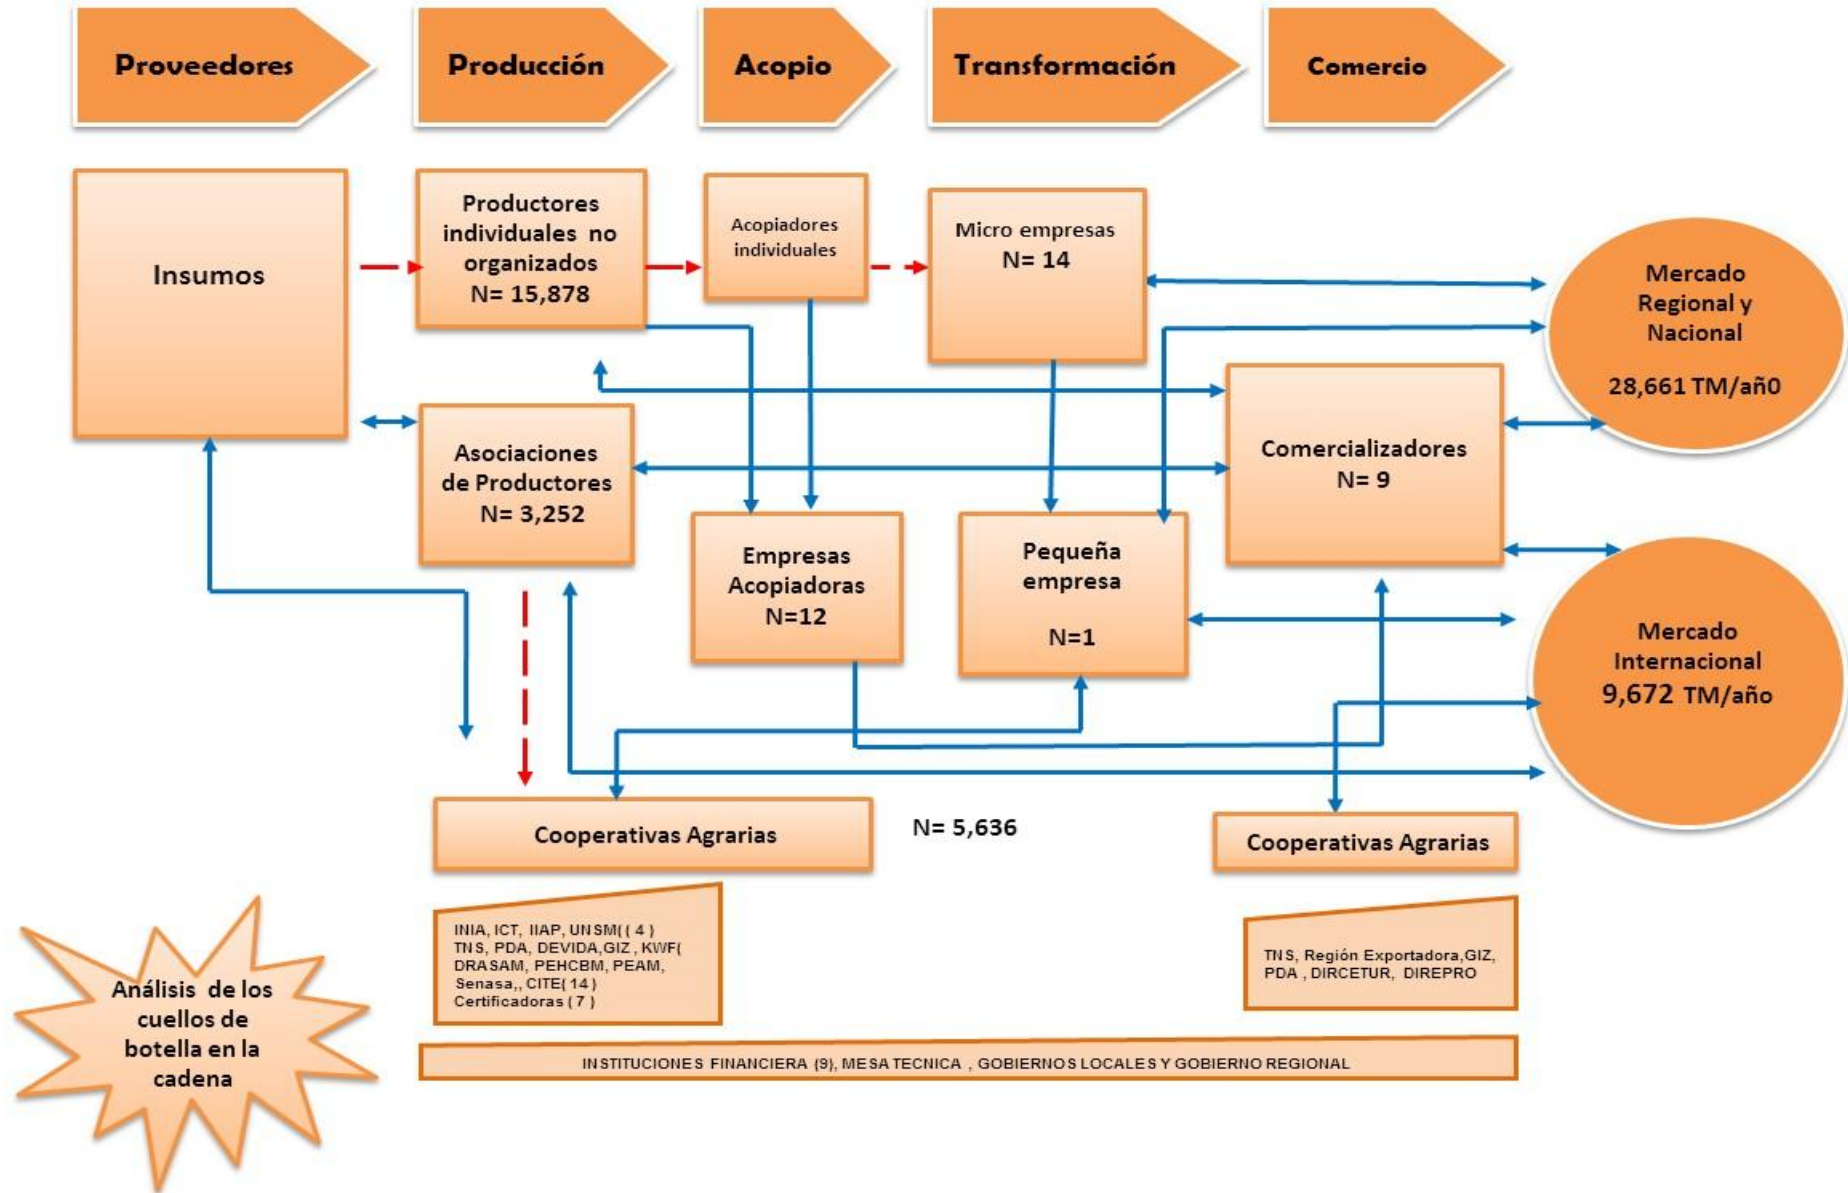 Proveedores
Producción
Acopio
Transformación
Comercio
Insumos
Productores
individuales no
organizados
N= 15,878
Acopiadores
individuales
Micro empresas
N= 14
Mercado
Regional y
Nacional
28,661 TM/añ0
Asociaciones
de Productores
N= 3,252
Comercializadores
N= 9
Empresas
Acopiadoras
N=12
Pequeña
empresa
N=1
Mercado
Internacional
9,672 TM/año
Cooperativas Agrarias
N= 5,636
Cooperativas Agrarias
INIA, ICT, IIAP, UNSM(( 4 )
TNS, PDA, DEVIDA,GIZ , KWF(
DRASAM, PEHCBM, PEAM,
Senasa,, CITE( 14 )
Certificadoras ( 7 )
TNS, Región Exportadora,GIZ,
PDA , DIRCETUR, DIREPRO
INSTITUCIONES FINANCIERA (9), MESA TECNICA , GOBIERNOS LOCALES Y GOBIERNO REGIONAL
Análisis de los
cuellos de
botella en la
cadena